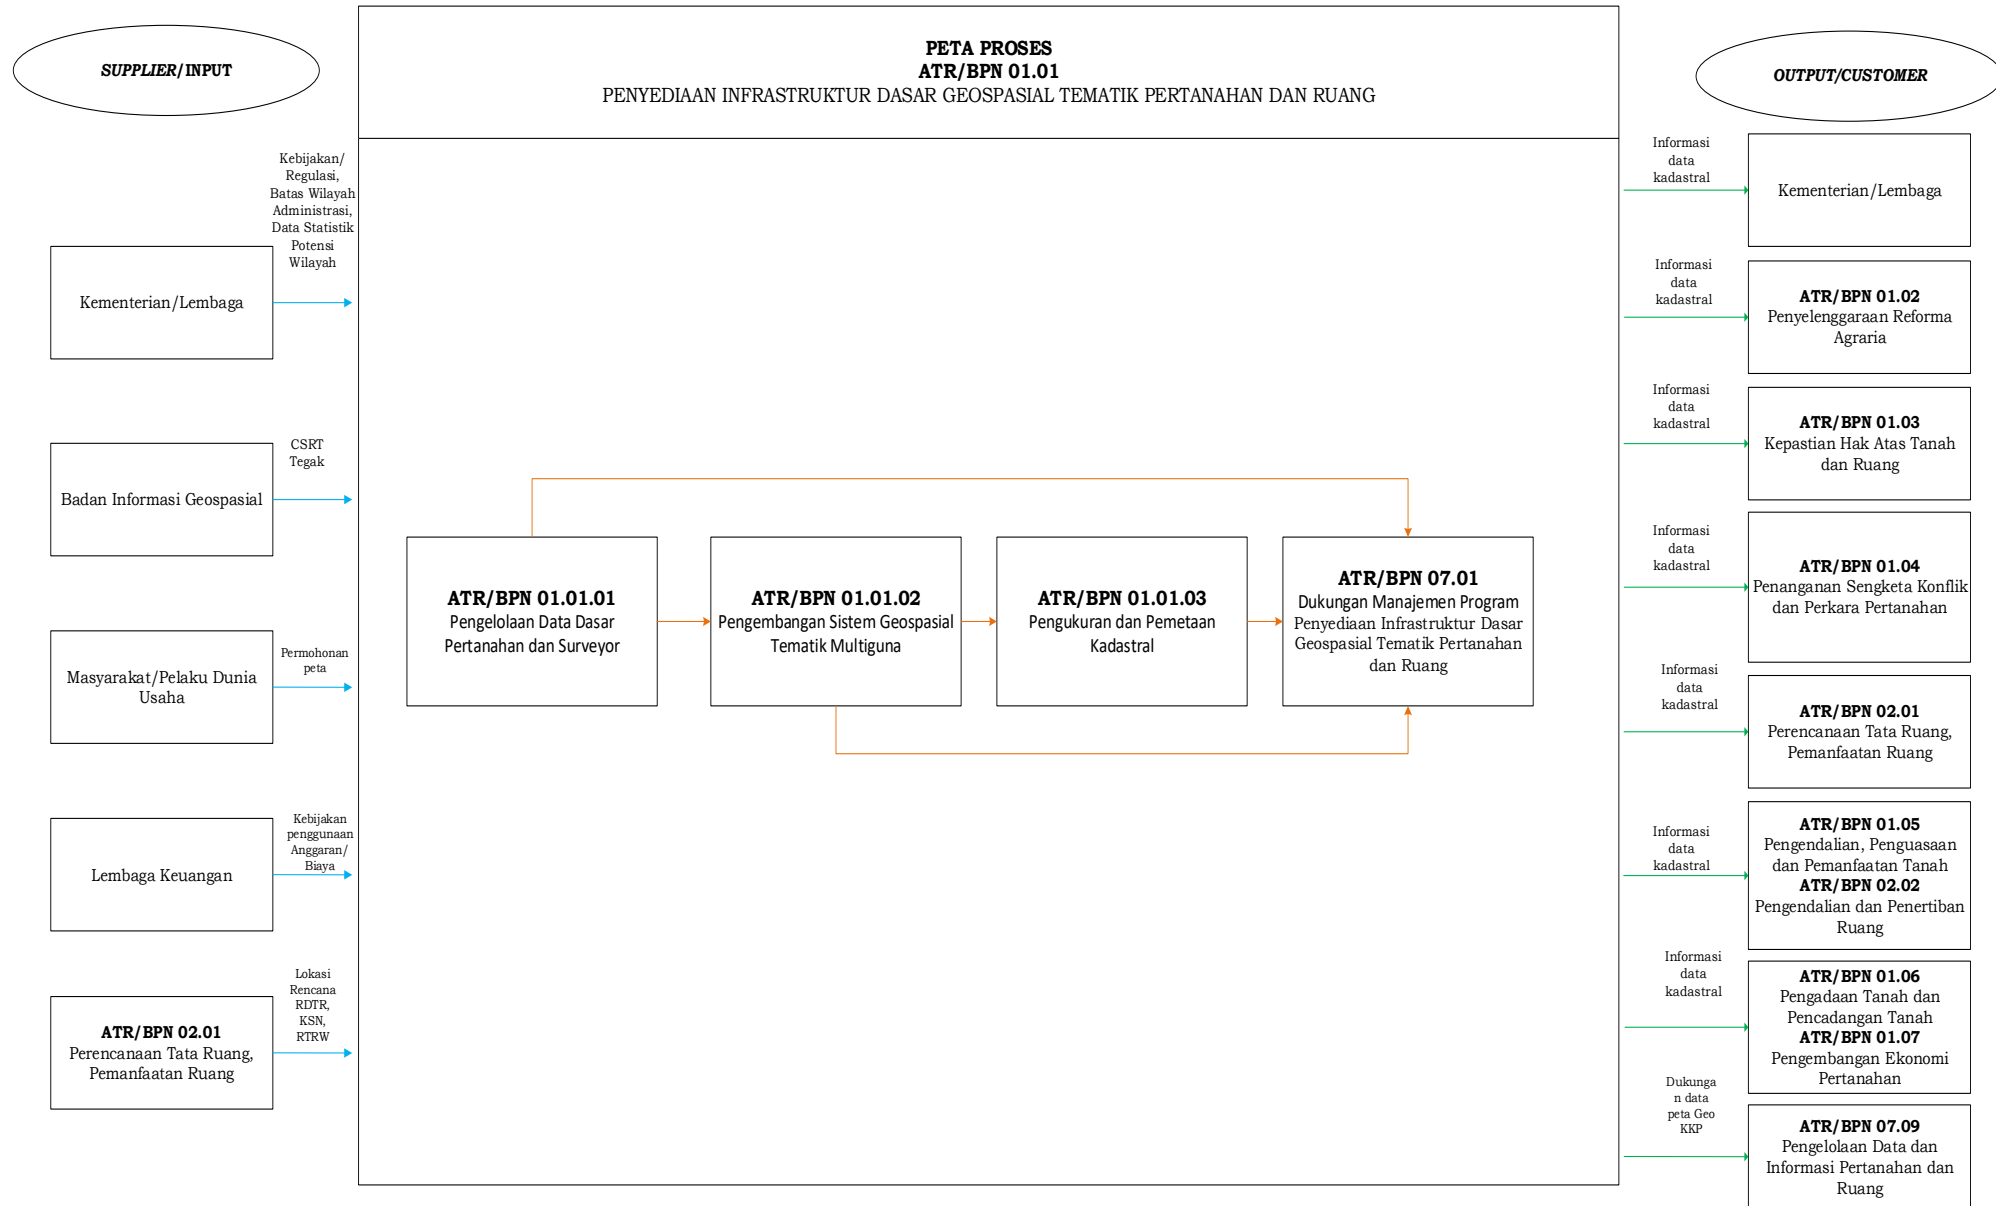 SUPPLIER/INPUT
PETA PROSES
ATR/BPN 01.01
PENYEDIAAN INFRASTRUKTUR DASAR GEOSPASIAL TEMATIK PERTANAHAN DAN RUANG
OUTPUT/CUSTOMER
Kebijakan/
Regulasi,
Batas Wilayah
Administrasi,
Data Statistik
Potensi
Wilayah
Kementerian/Lembaga
CSRT
Tegak
Badan Informasi Geospasial
Permohonan
peta
Masyarakat/Pelaku Dunia
Usaha
Kebijakan
penggunaan
Anggaran/
Biaya
Lembaga Keuangan
Lokasi
Rencana
RDTR,
KSN,
RTRW
ATR/BPN 02.01
Perencanaan Tata Ruang,
Pemanfaatan Ruang
ATR/BPN 01.01.01
Pengelolaan Data Dasar
Pertanahan dan Surveyor
ATR/BPN 01.01.02
Pengembangan Sistem Geospasial
Tematik Multiguna
ATR/BPN 01.01.03
Pengukuran dan Pemetaan
Kadastral
ATR/BPN 07.01
Dukungan Manajemen Program
Penyediaan Infrastruktur Dasar
Geospasial Tematik Pertanahan
dan Ruang
Informasi
data
kadastral
Kementerian/Lembaga
Informasi
data
kadastral
ATR/BPN 01.02
Penyelenggaraan Reforma
Agraria
Informasi
data
kadastral
ATR/BPN 01.03
Kepastian Hak Atas Tanah
dan Ruang
Informasi
data
kadastral
ATR/BPN 01.04
Penanganan Sengketa Konflik
dan Perkara Pertanahan
Informasi
data
kadastral
ATR/BPN 02.01
Perencanaan Tata Ruang,
Pemanfaatan Ruang
Informasi
data
kadastral
ATR/BPN 01.05
Pengendalian, Penguasaan
dan Pemanfaatan Tanah
ATR/BPN 02.02
Pengendalian dan Penertiban
Ruang
Informasi
data
kadastral
ATR/BPN 01.06
Pengadaan Tanah dan
Pencadangan Tanah
ATR/BPN 01.07
Pengembangan Ekonomi
Pertanahan
Dukunga
n data
peta Geo
KKP
ATR/BPN 07.09
Pengelolaan Data dan
Informasi Pertanahan dan
Ruang